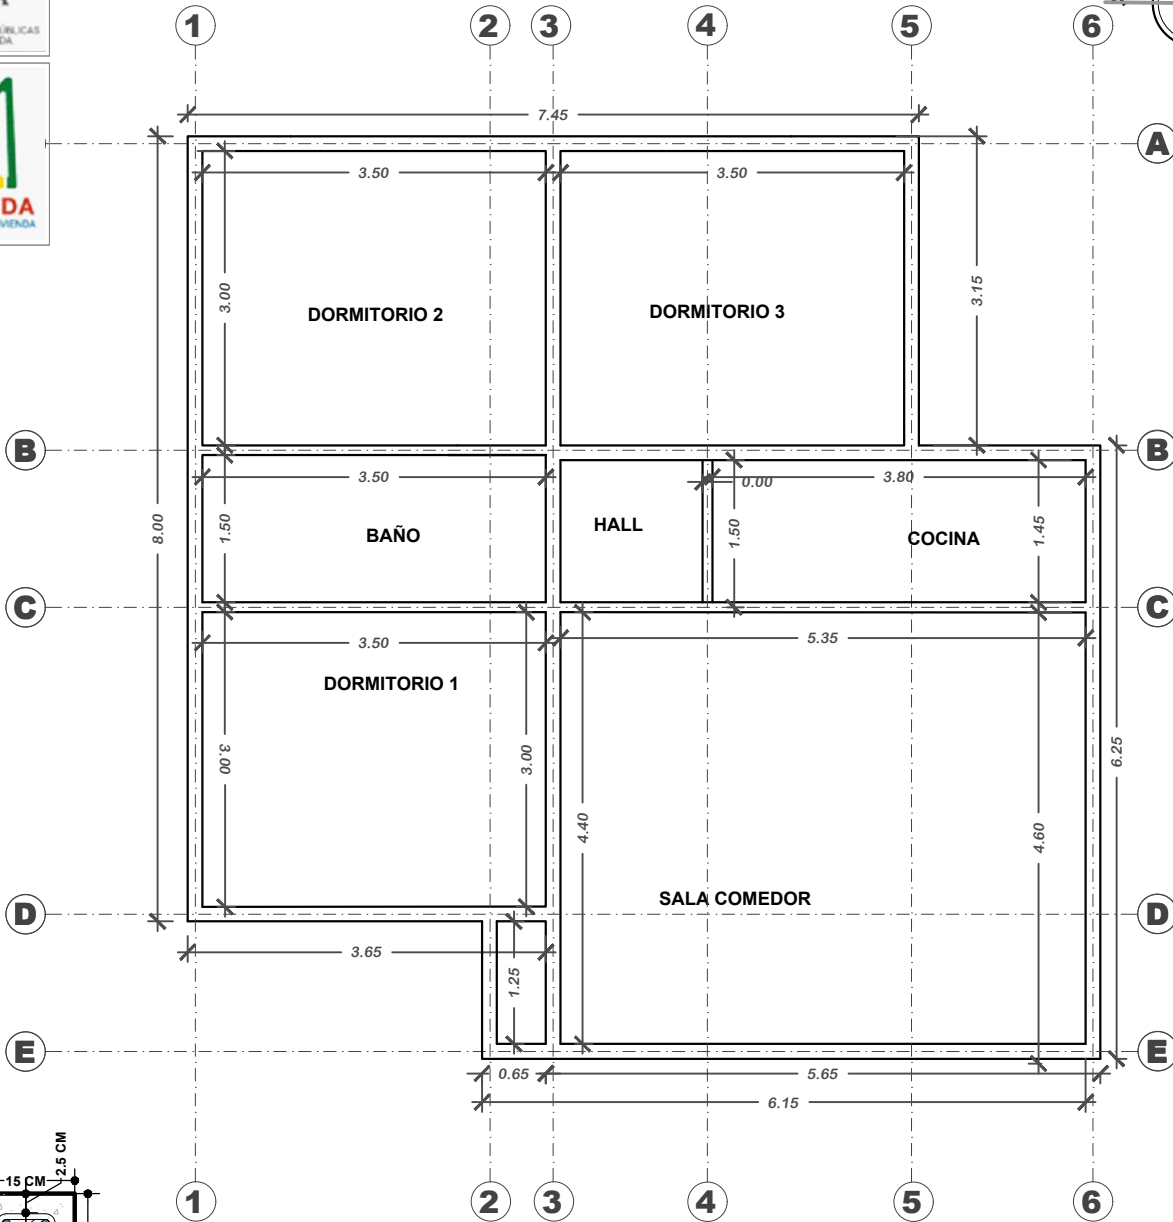 1 2 3 4 5 6
ÚBLICAS
DA
7.45
A
DA
VIENDA
3.50 3.50
3.00
3.15
DORMITORIO 2 DORMITORIO 3
B B
3.50 0.00 3.80
8.00
1.50
BAÑO
HALL
1.50
COCINA
1.45
C C
3.50 5.35
DORMITORIO 1
3.00
3.00
6.25
4.40
4.60
SALA COMEDOR
D D
3.65
1.25
E E
0.65 5.65
6.15
2.5 CM
15 CM
1 2 3 4 5 6